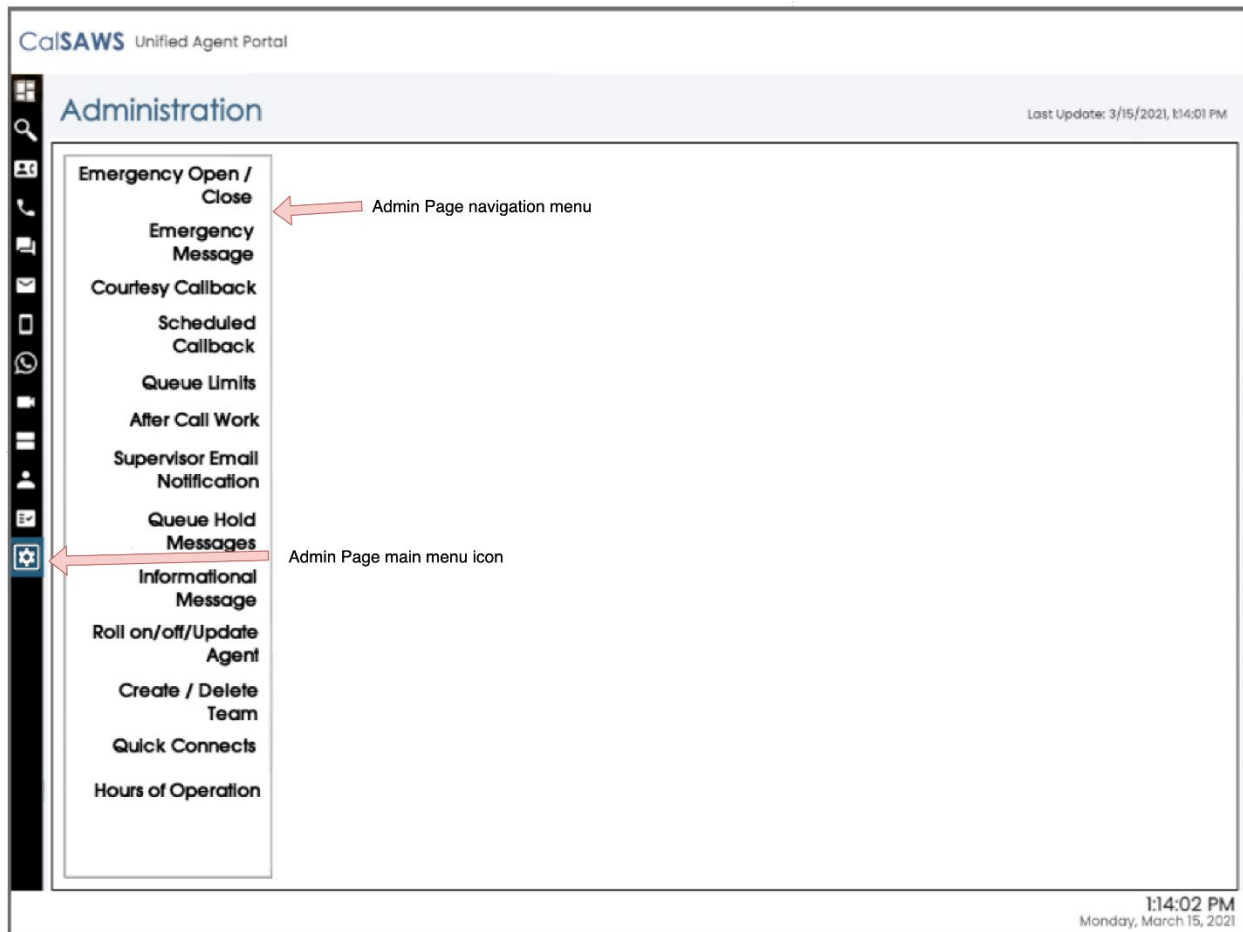 CalSAWS Unified Agent Portal
Administration
Last Update: 3/15/2021, 1:14:01 PM
Emergency Open /
Close
Admin Page navigation menu
Emergency
Message
Courtesy Callback
Scheduled
Callback
Queue Limits
After Call Work
Supervisor Email
Notification
Queue Hold
Messages
Admin Page main menu icon
Informational
Message
Roll on/off/Update
Agent
Create / Delete
Team
Quick Connects
Hours of Operation
1:14:02 PM
Monday, March 15, 2021